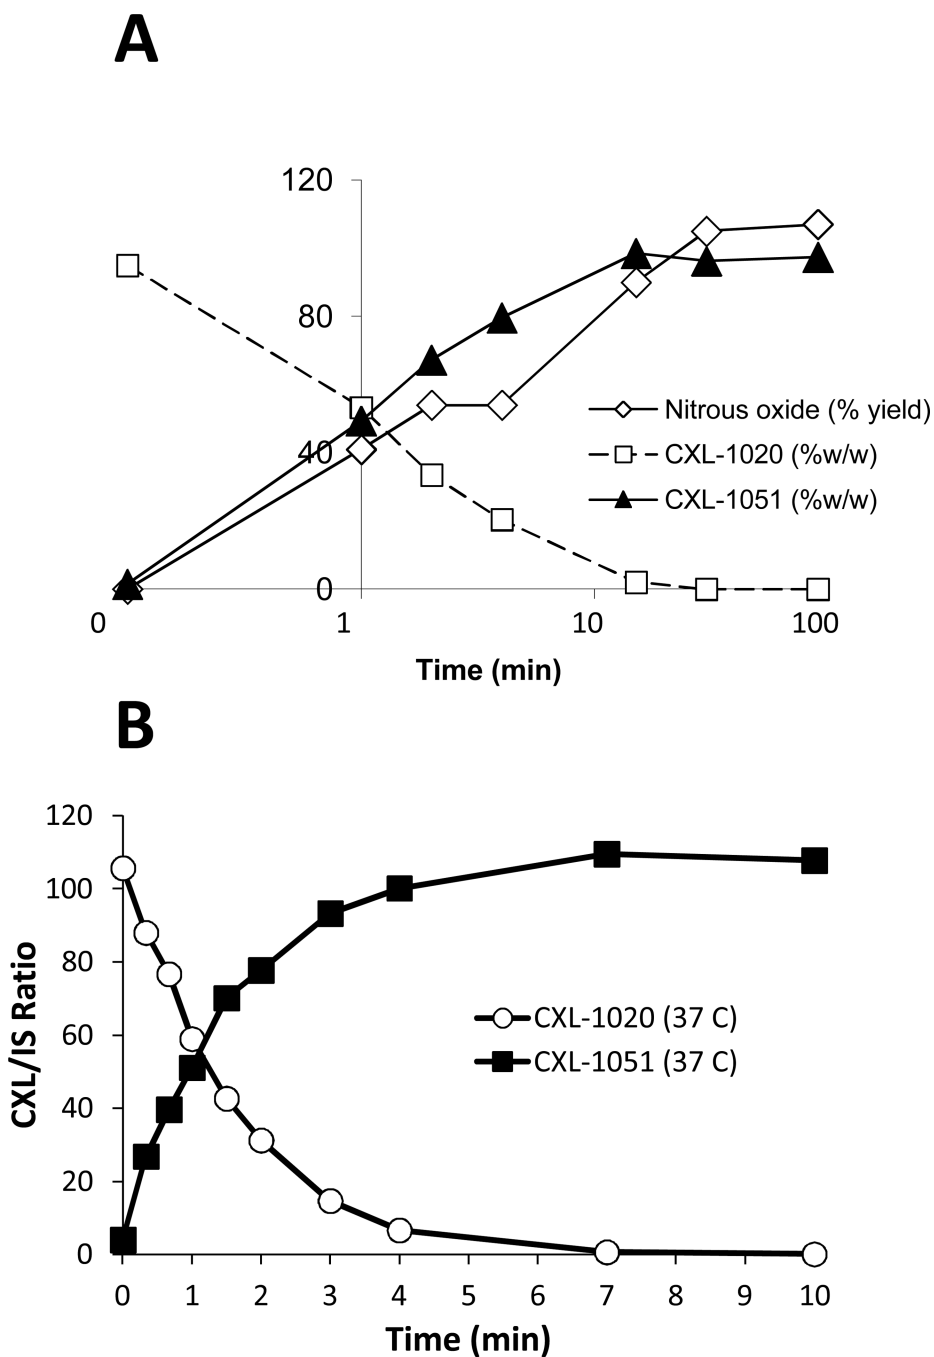 A
120
80
40
0
0 1 10 100
Time (min)
Nitrous oxide (% yield)
CXL-1020 (%w/w)
CXL-1051 (%w/w)
B
CXL/IS Ratio
120
100
80
60
40
20
0
0 1 2 3 4 5 6 7 8 9 10
Time (min)
CXL-1020 (37 C)
CXL-1051 (37 C)